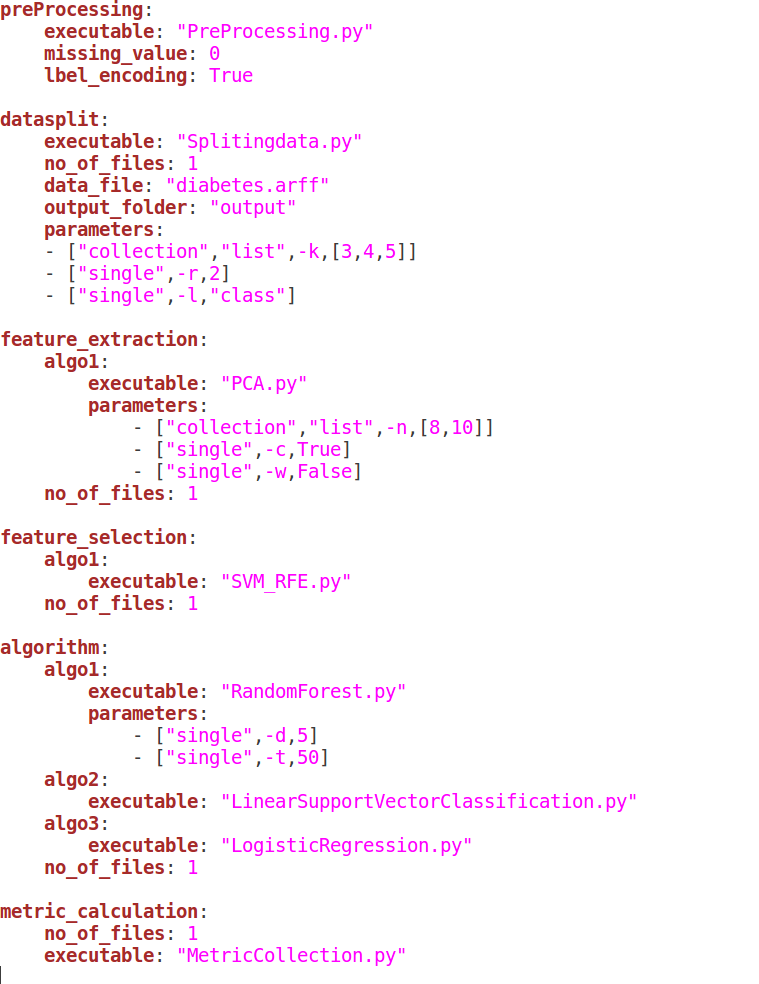 preProcessing:
    executable: "PreProcessing.py"
    missing_value: 0
    lbel_encoding: True

datasplit:
    executable: "Splitingdata.py"
    no_of_files: 1
    data_file: "diabetes.arff"
    output_folder: "output"
    parameters:
    - ["collection","list",-k,[3,4,5]]
    - ["single",-r,2]
    - ["single",-l,"class"]

feature_extraction:
    algo1:
        executable: "PCA.py"
        parameters:
            - ["collection","list",-n,[8,10]]
            - ["single",-c,True]
            - ["single",-w,False]
    no_of_files: 1

feature_selection:
    algo1:
        executable: "SVM_RFE.py"
    no_of_files: 1

algorithm:
    algo1:
        executable: "RandomForest.py"
        parameters:
            - ["single",-d,5]
            - ["single",-t,50]
    algo2:
        executable: "LinearSupportVectorClassification.py"
    algo3:
        executable: "LogisticRegression.py"
    no_of_files: 1

metric_calculation:
    no_of_files: 1
    executable: "MetricCollection.py"